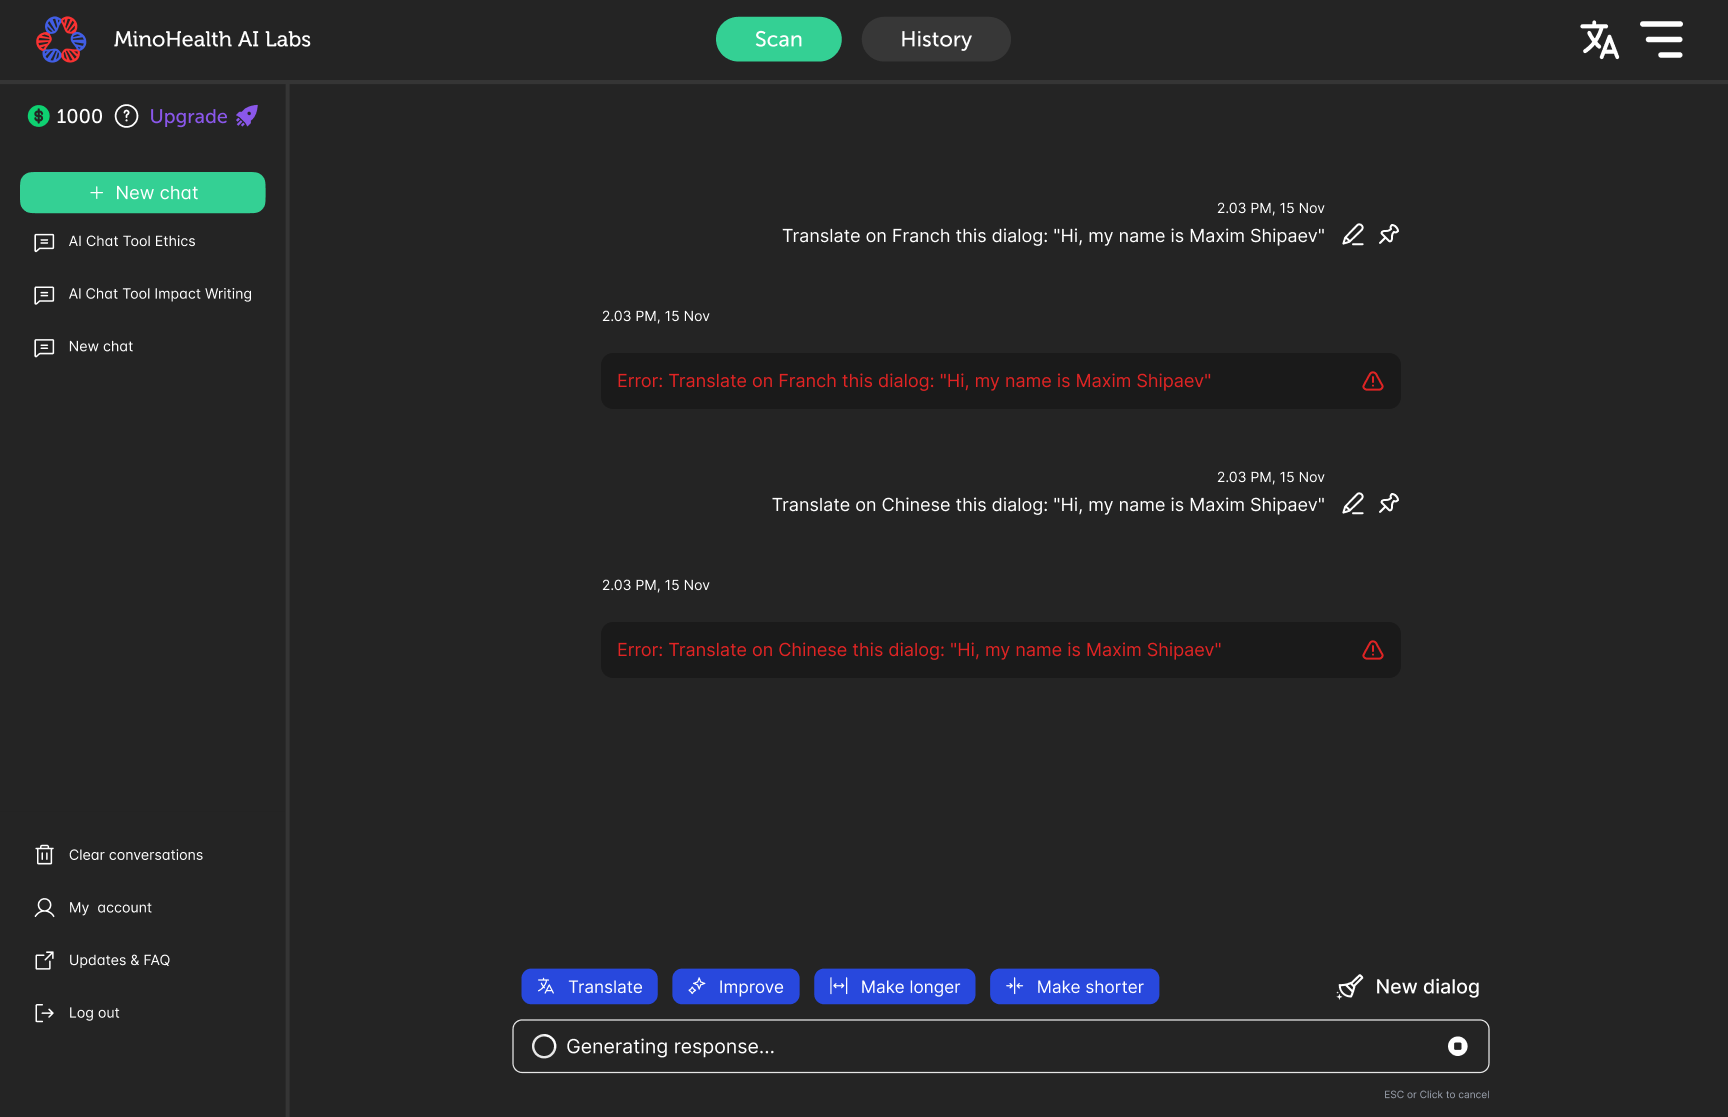 MinoHealth AI Labs
Scan
History
1000
Upgrade
New chat
AI Chat Tool Ethics
AI Chat Tool Impact Writing
New chat
2.03 PM, 15 Nov
Translate on Franch this dialog: "Hi, my name is Maxim Shipaev"
2.03 PM, 15 Nov
Error: Translate on Franch this dialog: "Hi, my name is Maxim Shipaev"
2.03 PM, 15 Nov
Translate on Chinese this dialog: "Hi, my name is Maxim Shipaev"
2.03 PM, 15 Nov
Error: Translate on Chinese this dialog: "Hi, my name is Maxim Shipaev"
Clear conversations
My account
Updates & FAQ
Log out
Translate
Improve
Make longer
Make shorter
New dialog
Generating response...
ESC or Click to cancel